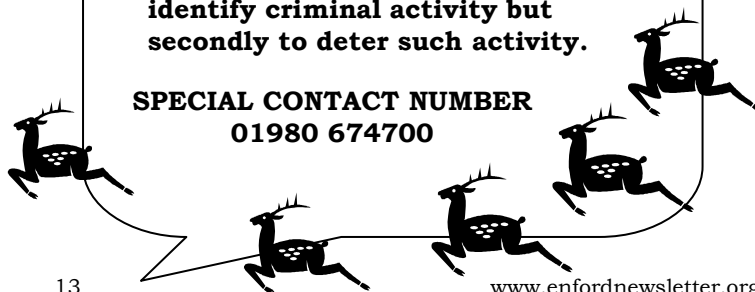 identify criminal activity but
secondly to deter such activity.
SPECIAL CONTACT NUMBER
01980 674700
13
www.enfordnewsletter.org